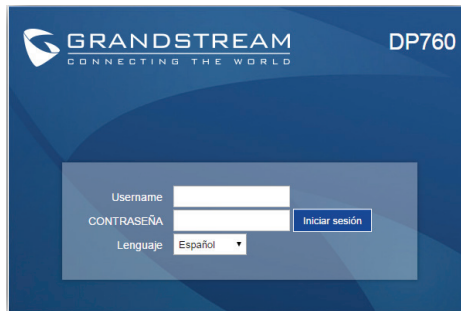 GRANDSTREAM
DP760
CONNECTING THE WORLD
Username
CONTRASEÑA
Iniciar sesión
Lenguaje Español